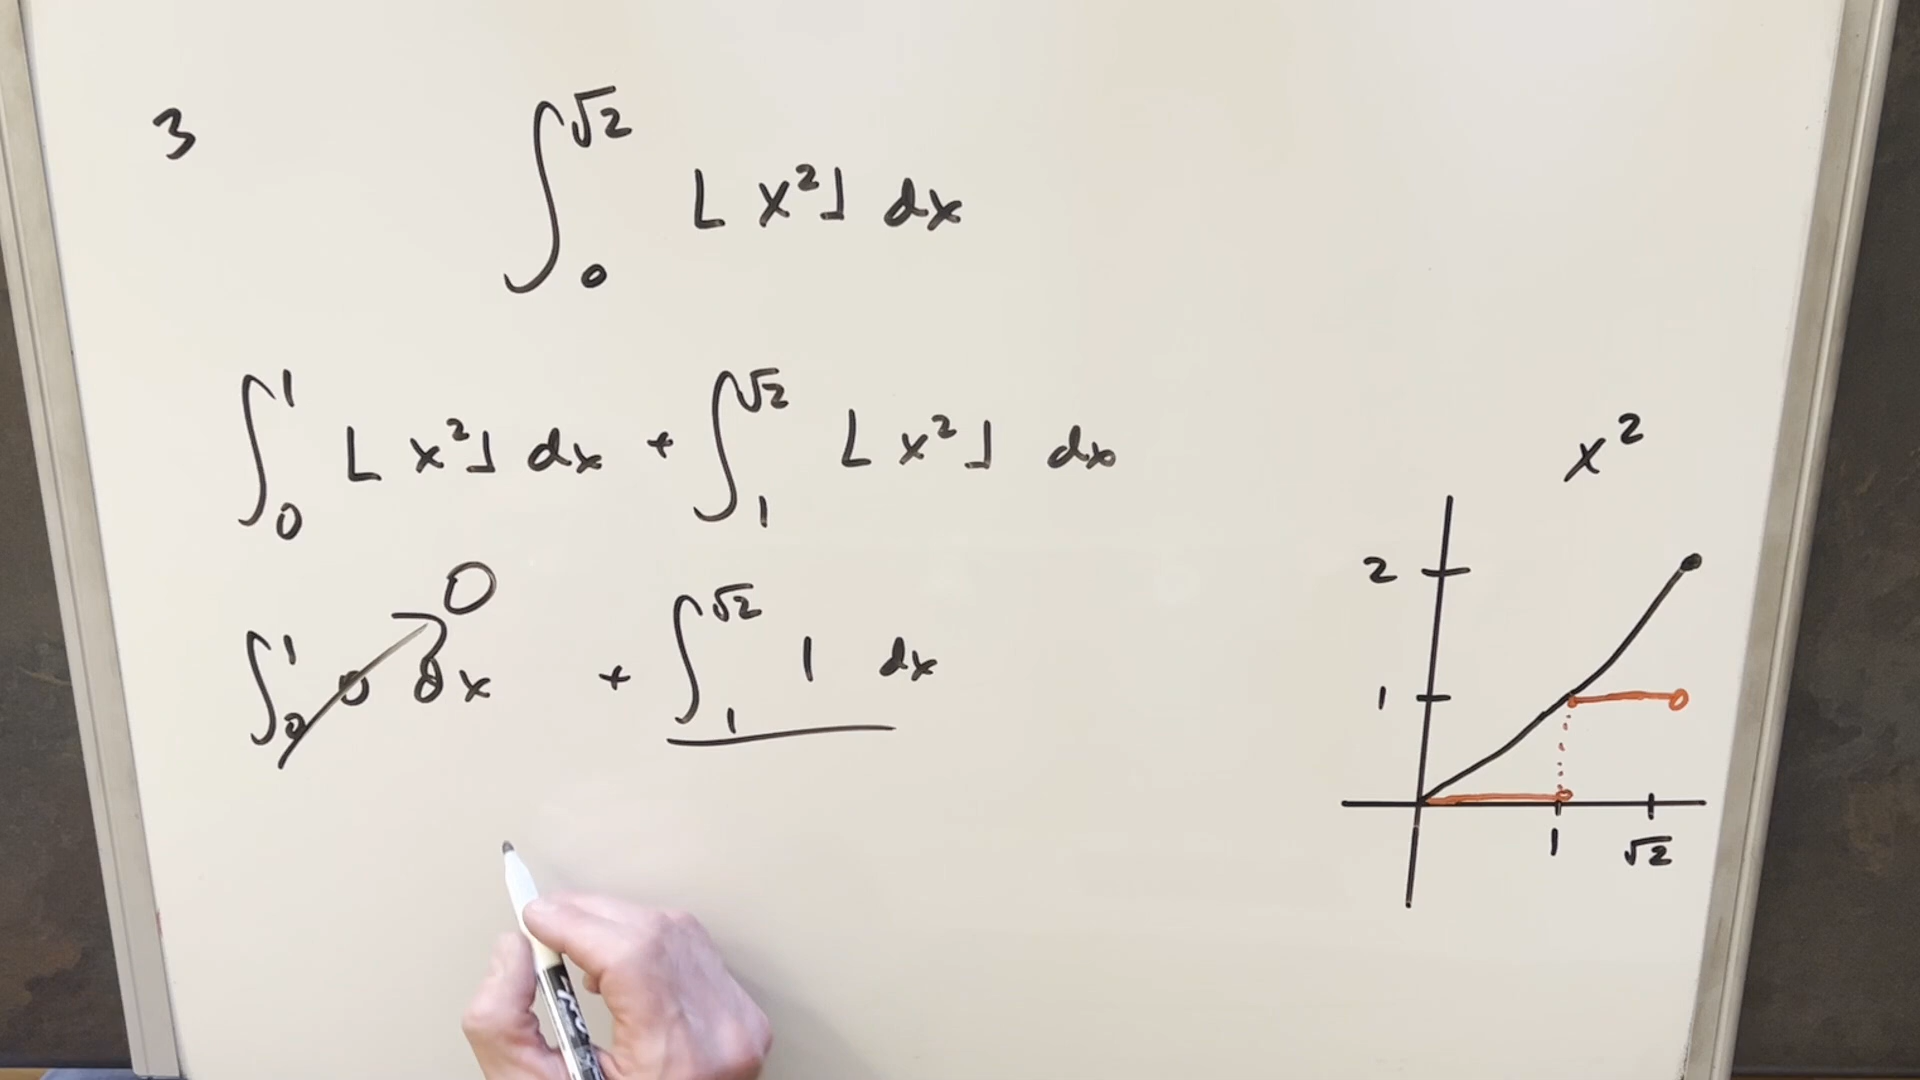 3
∫₀^√2 ⌊x²⌋ dx
∫₀^1 ⌊x²⌋ dx + ∫₁^√2 ⌊x²⌋ dx
∫₀^1 0 dx 0 + ∫₁^√2 1 dx
x²
2
1
1 √2